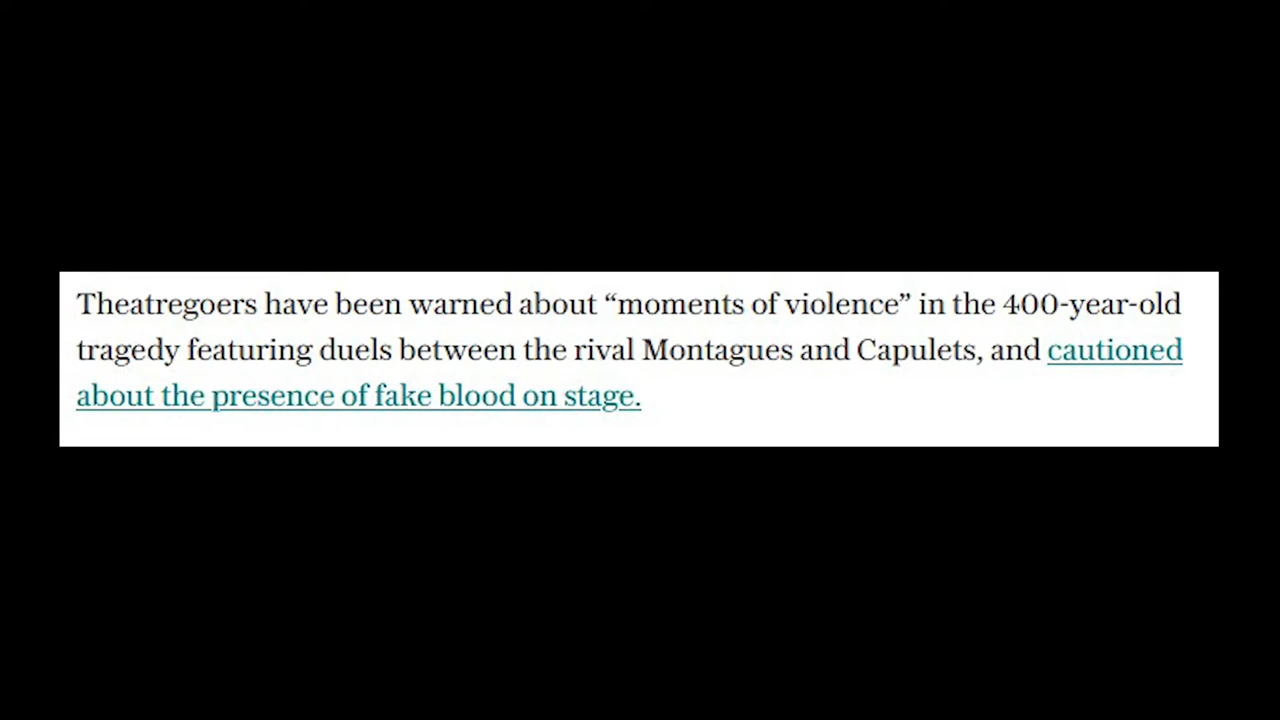 Theatregoers have been warned about “moments of violence” in the 400-year-old
tragedy featuring duels between the rival Montagues and Capulets, and cautioned
about the presence of fake blood on stage.